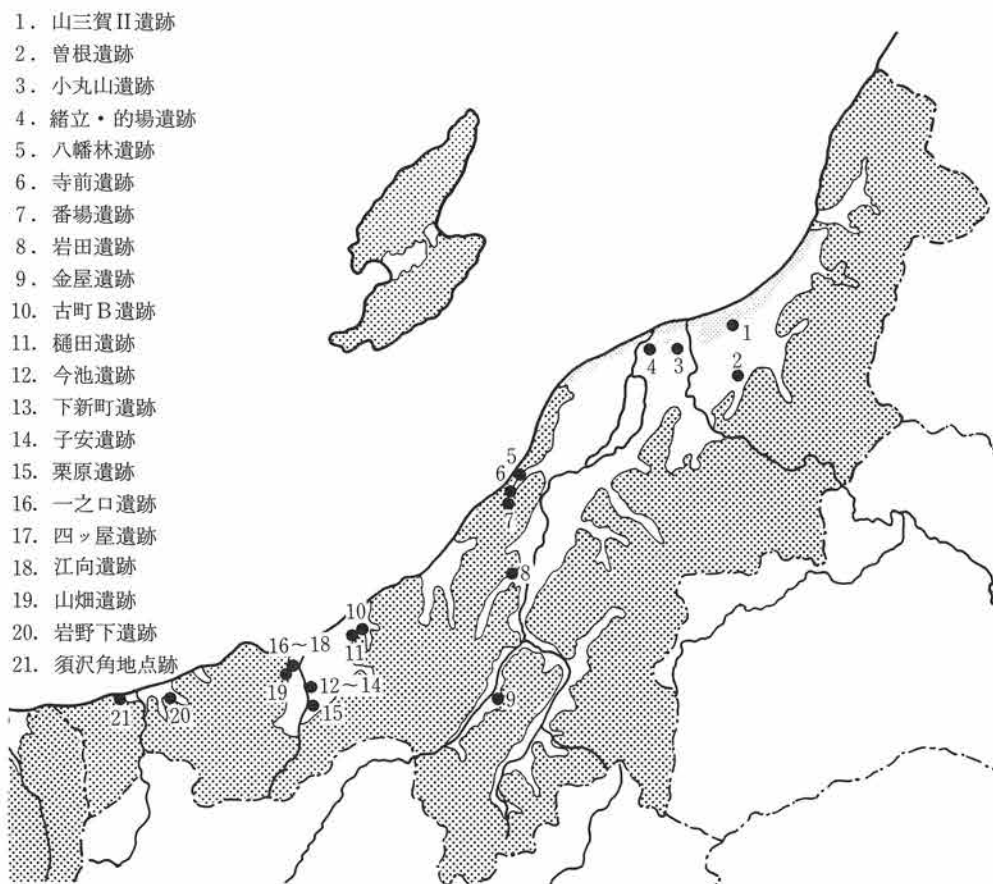 1. 山三賀II遺跡
2. 曽根遺跡
3. 小丸山遺跡
4. 緒立・的場遺跡
5. 八幡林遺跡
6. 寺前遺跡
7. 番場遺跡
8. 岩田遺跡
9. 金屋遺跡
10. 古町B遺跡
11. 樋田遺跡
12. 今池遺跡
13. 下新町遺跡
14. 子安遺跡
15. 栗原遺跡
16. 一之口遺跡
17. 四ッ屋遺跡
18. 江向遺跡
19. 山畑遺跡
20. 岩野下遺跡
21. 須沢角地点跡
1
2
3
4
5
6
7
8
9
10
11
16～18
19
12～14
15
20
21